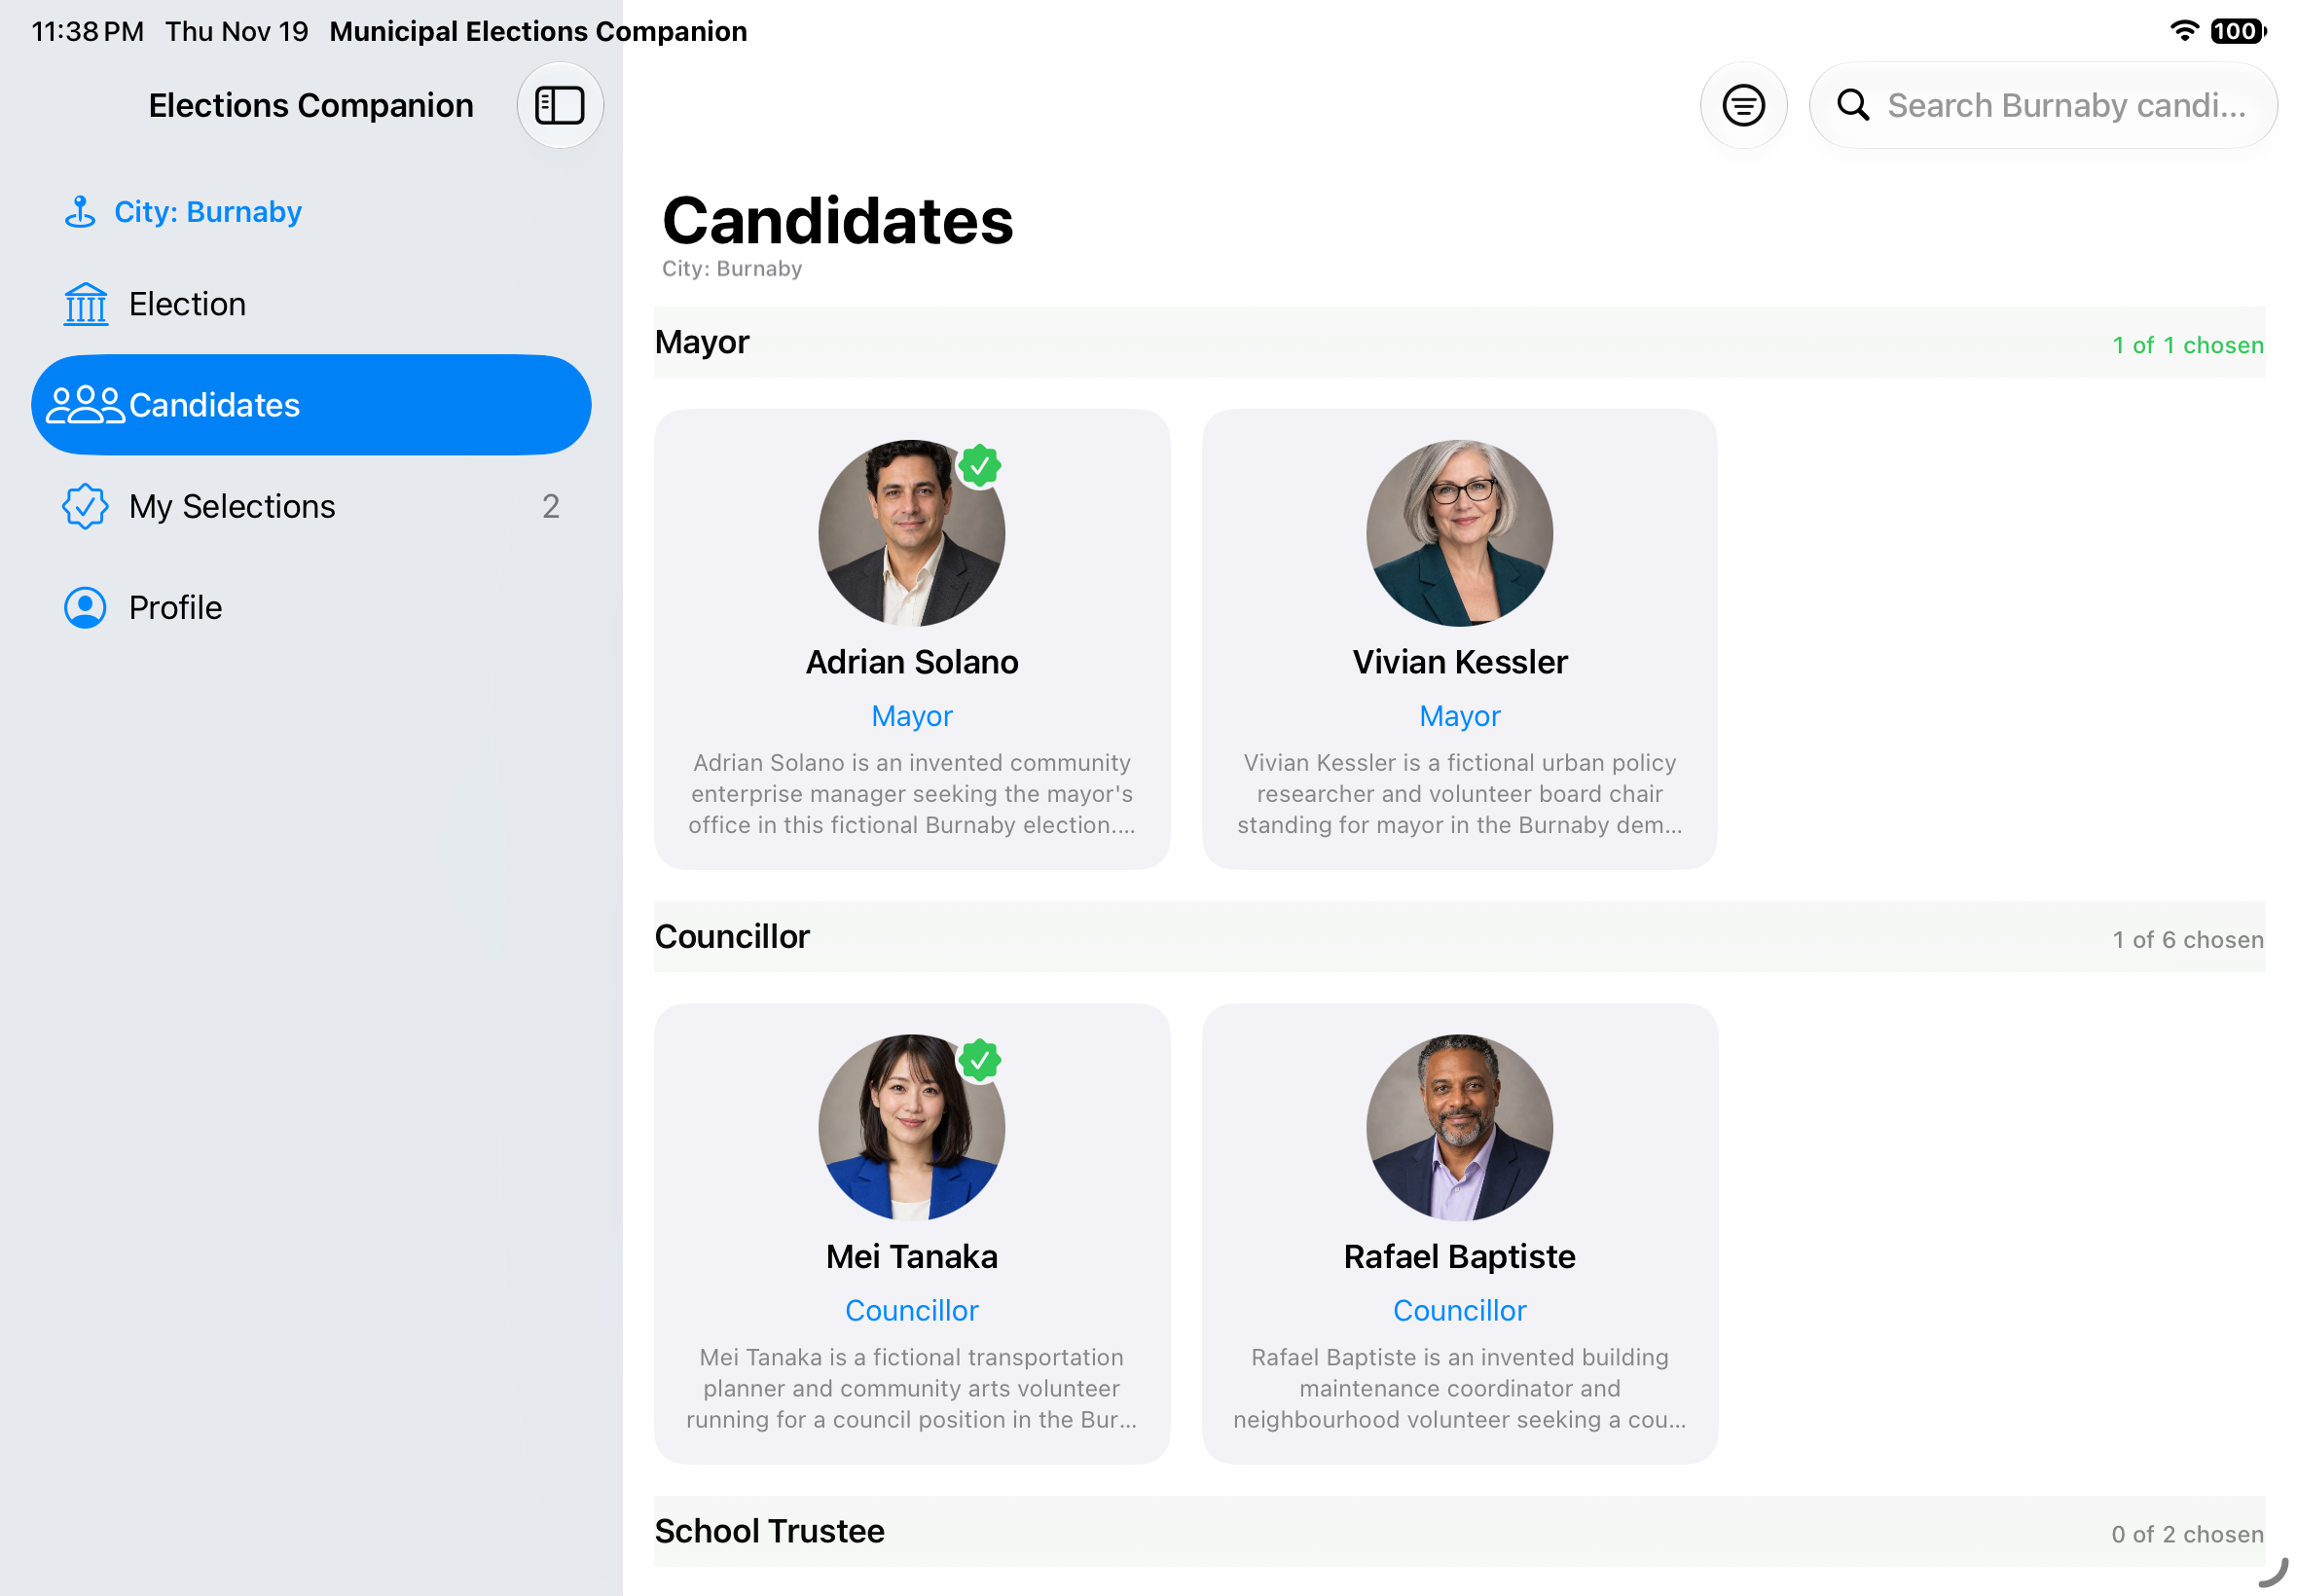 11:38 PM Thu Nov 19 Municipal Elections Companion
100
Elections Companion
Search Burnaby candi...
City: Burnaby
Election
Candidates
My Selections 2
Profile
Candidates
City: Burnaby
Mayor 1 of 1 chosen
Adrian Solano
Mayor
Adrian Solano is an invented community
enterprise manager seeking the mayor's
office in this fictional Burnaby election....
Vivian Kessler
Mayor
Vivian Kessler is a fictional urban policy
researcher and volunteer board chair
standing for mayor in the Burnaby dem...
Councillor 1 of 6 chosen
Mei Tanaka
Councillor
Mei Tanaka is a fictional transportation
planner and community arts volunteer
running for a council position in the Bur...
Rafael Baptiste
Councillor
Rafael Baptiste is an invented building
maintenance coordinator and
neighbourhood volunteer seeking a cou...
School Trustee 0 of 2 chosen